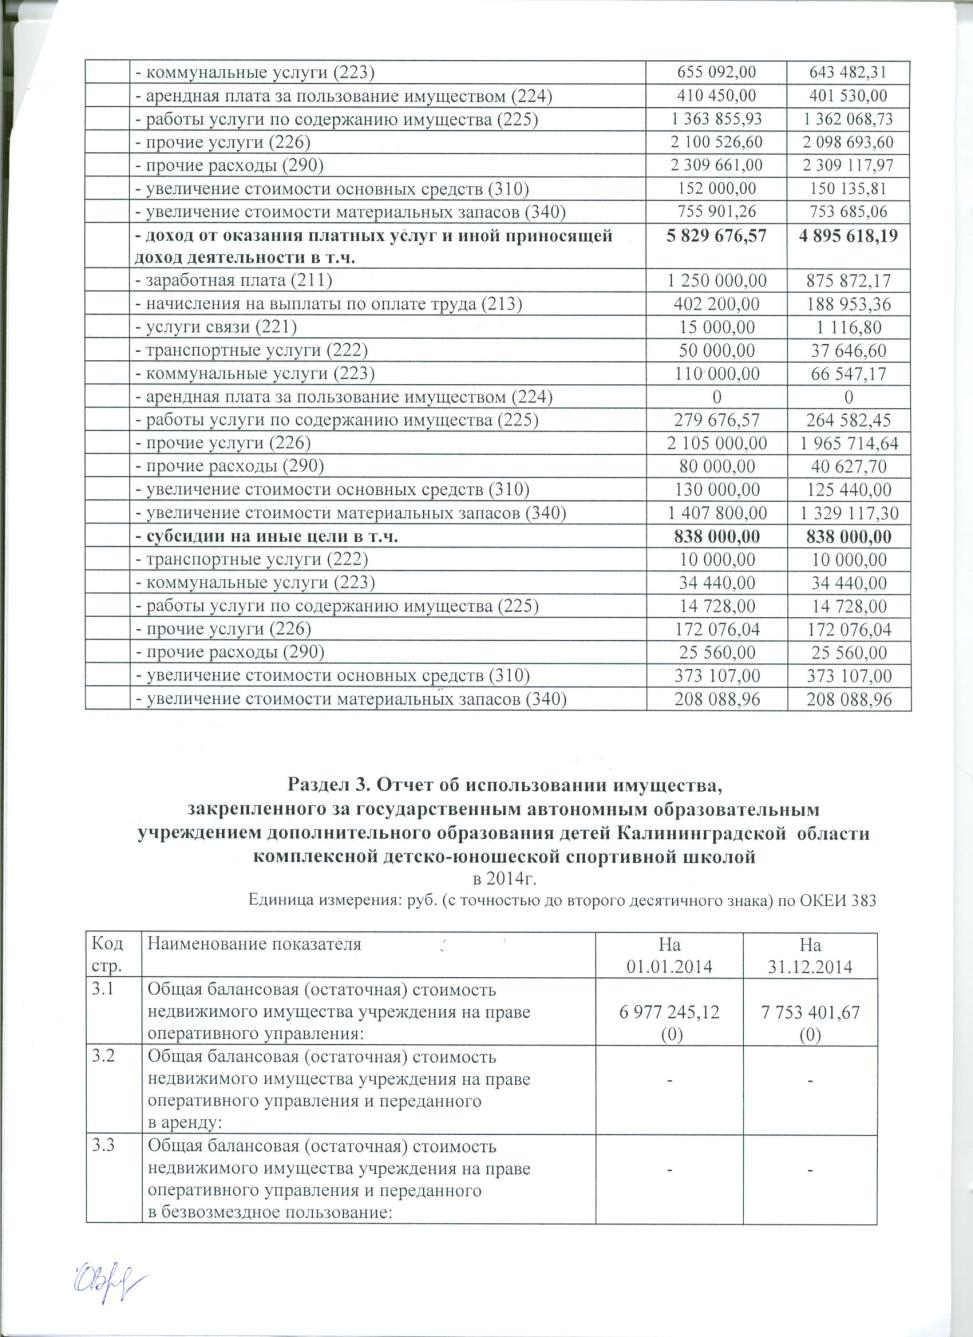 - коммунальные услуги (223) 655 092,00 643 482,31
- арендная плата за пользование имуществом (224) 410 450,00 401 530,00
- работы услуги по содержанию имущества (225) 1 363 855,93 1 362 068,73
- прочие услуги (226) 2 100 526,60 2 098 693,60
- прочие расходы (290) 2 309 661,00 2 309 117,97
- увеличение стоимости основных средств (310) 152 000,00 150 135,81
- увеличение стоимости материальных запасов (340) 755 901,26 753 685,06
- доход от оказания платных услуг и иной приносящей 5 829 676,57 4 895 618,19
доход деятельности в т.ч.
- заработная плата (211) 1 250 000,00 875 872,17
- начисления на выплаты по оплате труда (213) 402 200,00 188 953,36
- услуги связи (221) 15 000,00 1 116,80
- транспортные услуги (222) 50 000,00 37 646,60
- коммунальные услуги (223) 110 000,00 66 547,17
- арендная плата за пользование имуществом (224) 0 0
- работы услуги по содержанию имущества (225) 279 676,57 264 582,45
- прочие услуги (226) 2 105 000,00 1 965 714,64
- прочие расходы (290) 80 000,00 40 627,70
- увеличение стоимости основных средств (310) 130 000,00 125 440,00
- увеличение стоимости материальных запасов (340) 1 407 800,00 1 329 117,30
- субсидии на иные цели в т.ч. 838 000,00 838 000,00
- транспортные услуги (222) 10 000,00 10 000,00
- коммунальные услуги (223) 34 440,00 34 440,00
- работы услуги по содержанию имущества (225) 14 728,00 14 728,00
- прочие услуги (226) 172 076,04 172 076,04
- прочие расходы (290) 25 560,00 25 560,00
- увеличение стоимости основных средств (310) 373 107,00 373 107,00
- увеличение стоимости материальных запасов (340) 208 088,96 208 088,96
Раздел 3. Отчет об использовании имущества,
закрепленного за государственным автономным образовательным
учреждением дополнительного образования детей Калининградской области
комплексной детско-юношеской спортивной школой
в 2014г.
Единица измерения: руб. (с точностью до второго десятичного знака) по ОКЕИ 383
Код Наименование показателя На На
стр. 01.01.2014 31.12.2014
3.1 Общая балансовая (остаточная) стоимость
недвижимого имущества учреждения на праве 6 977 245,12 7 753 401,67
оперативного управления: (0) (0)
3.2 Общая балансовая (остаточная) стоимость
недвижимого имущества учреждения на праве - -
оперативного управления и переданного
в аренду:
3.3 Общая балансовая (остаточная) стоимость
недвижимого имущества учреждения на праве - -
оперативного управления и переданного
в безвозмездное пользование: